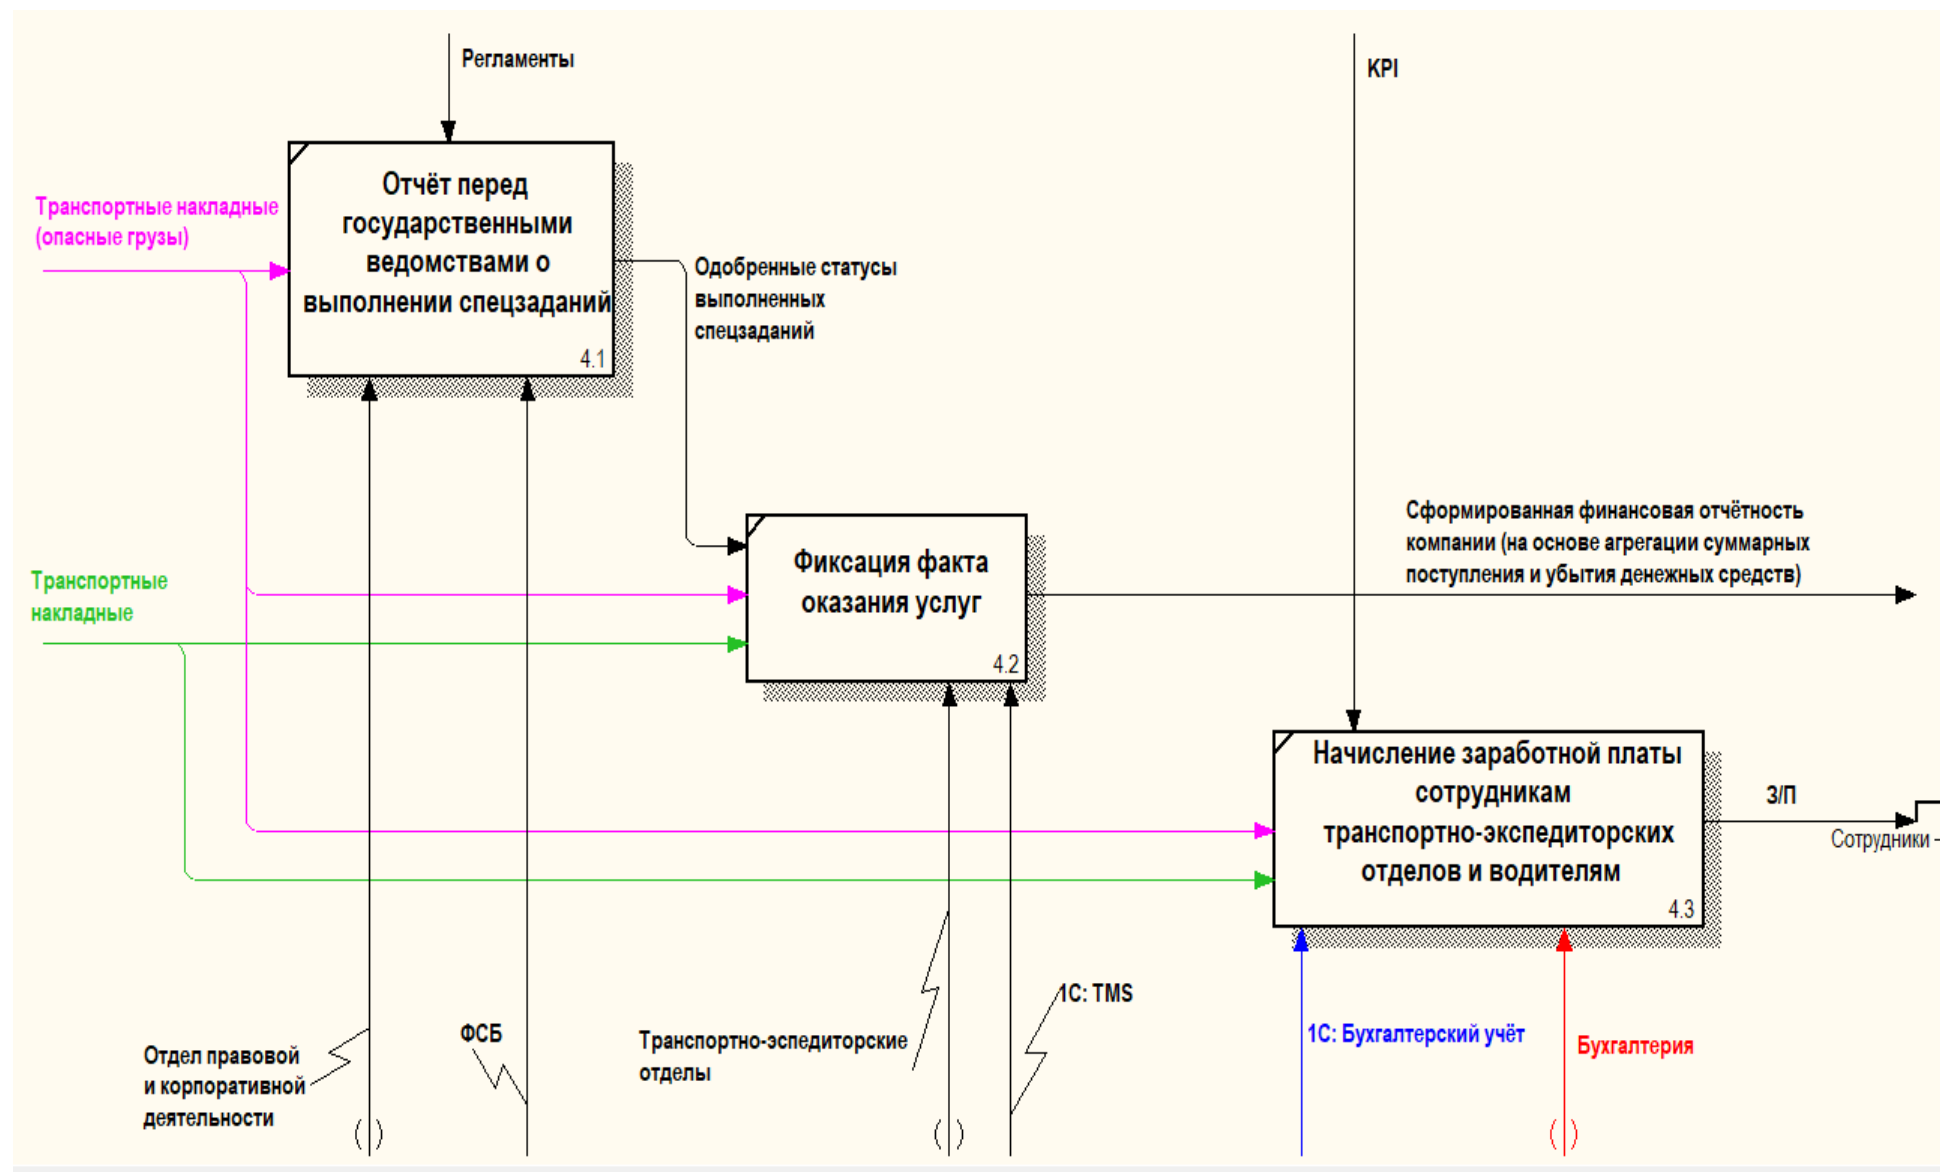 Регламенты
KPI
Отчёт перед
государственными
ведомствами о
выполнении спецзаданий
4.1
Транспортные накладные
(опасные грузы)
Одобренные статусы
выполненных
спецзаданий
Сформированная финансовая отчётность
компании (на основе агрегации суммарных
поступления и убытия денежных средств)
Транспортные
накладные
Фиксация факта
оказания услуг
4.2
Начисление заработной платы
сотрудникам
транспортно-экспедиторских
отделов и водителям
4.3
З/П
Сотрудники –
Отдел правовой
и корпоративной
деятельности
ФСБ
Транспортно-эспедиторские
отделы
1С: TMS
1С: Бухгалтерский учёт
Бухгалтерия